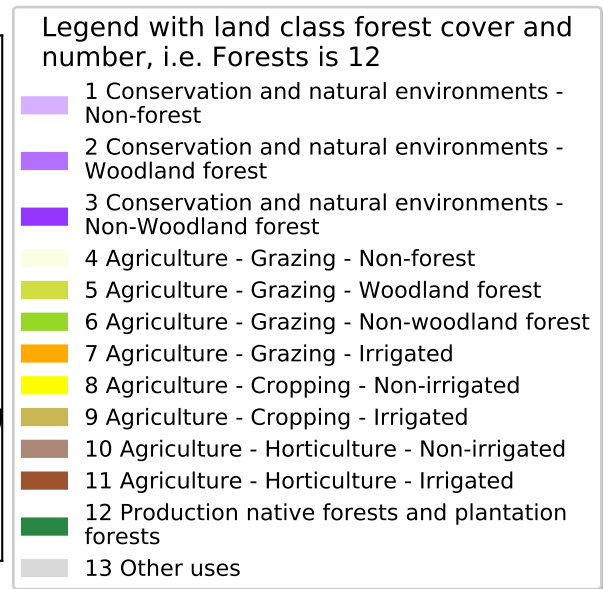 Legend with land class forest cover and
number, i.e. Forests is 12
1 Conservation and natural environments -
Non-forest
2 Conservation and natural environments -
Woodland forest
3 Conservation and natural environments -
Non-Woodland forest
4 Agriculture - Grazing - Non-forest
5 Agriculture - Grazing - Woodland forest
6 Agriculture - Grazing - Non-woodland forest
7 Agriculture - Grazing - Irrigated
8 Agriculture - Cropping - Non-irrigated
9 Agriculture - Cropping - Irrigated
10 Agriculture - Horticulture - Non-irrigated
11 Agriculture - Horticulture - Irrigated
12 Production native forests and plantation
forests
13 Other uses